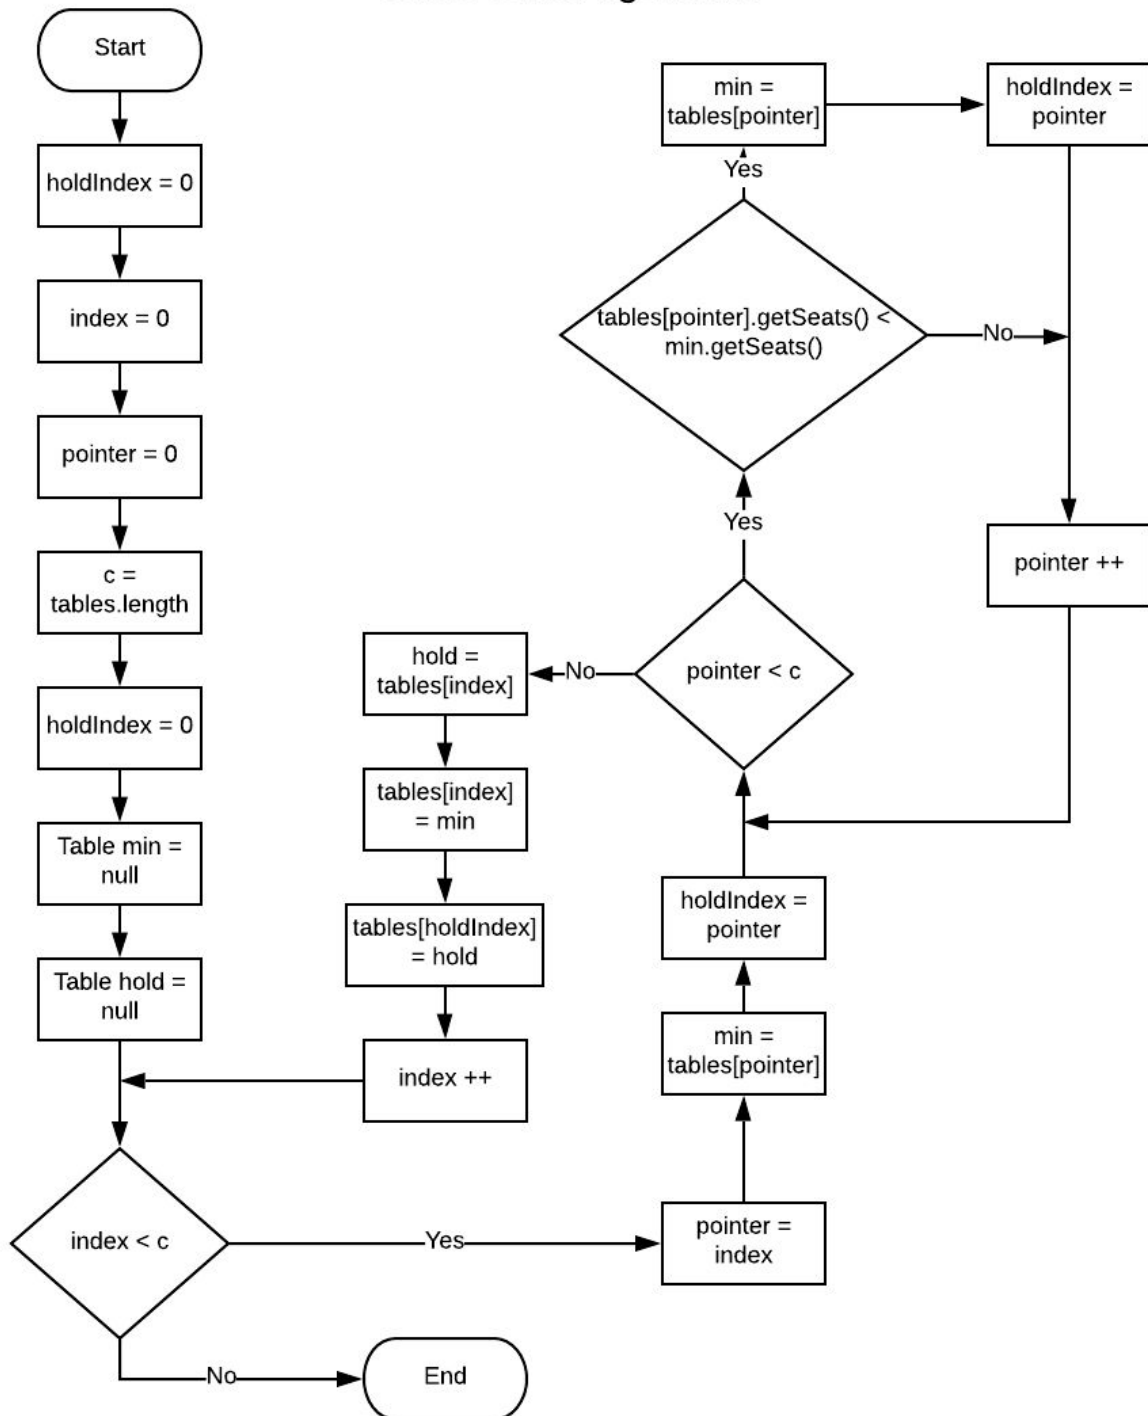 Start
holdIndex = 0
index = 0
pointer = 0
c =
tables.length
holdIndex = 0
Table min =
null
Table hold =
null
index < c
No
End
Yes
pointer =
index
min =
tables[pointer]
holdIndex =
pointer
pointer < c
No
hold =
tables[index]
tables[index]
= min
tables[holdIndex]
= hold
index ++
Yes
tables[pointer].getSeats() <
min.getSeats()
Yes
min =
tables[pointer]
holdIndex =
pointer
No
pointer ++